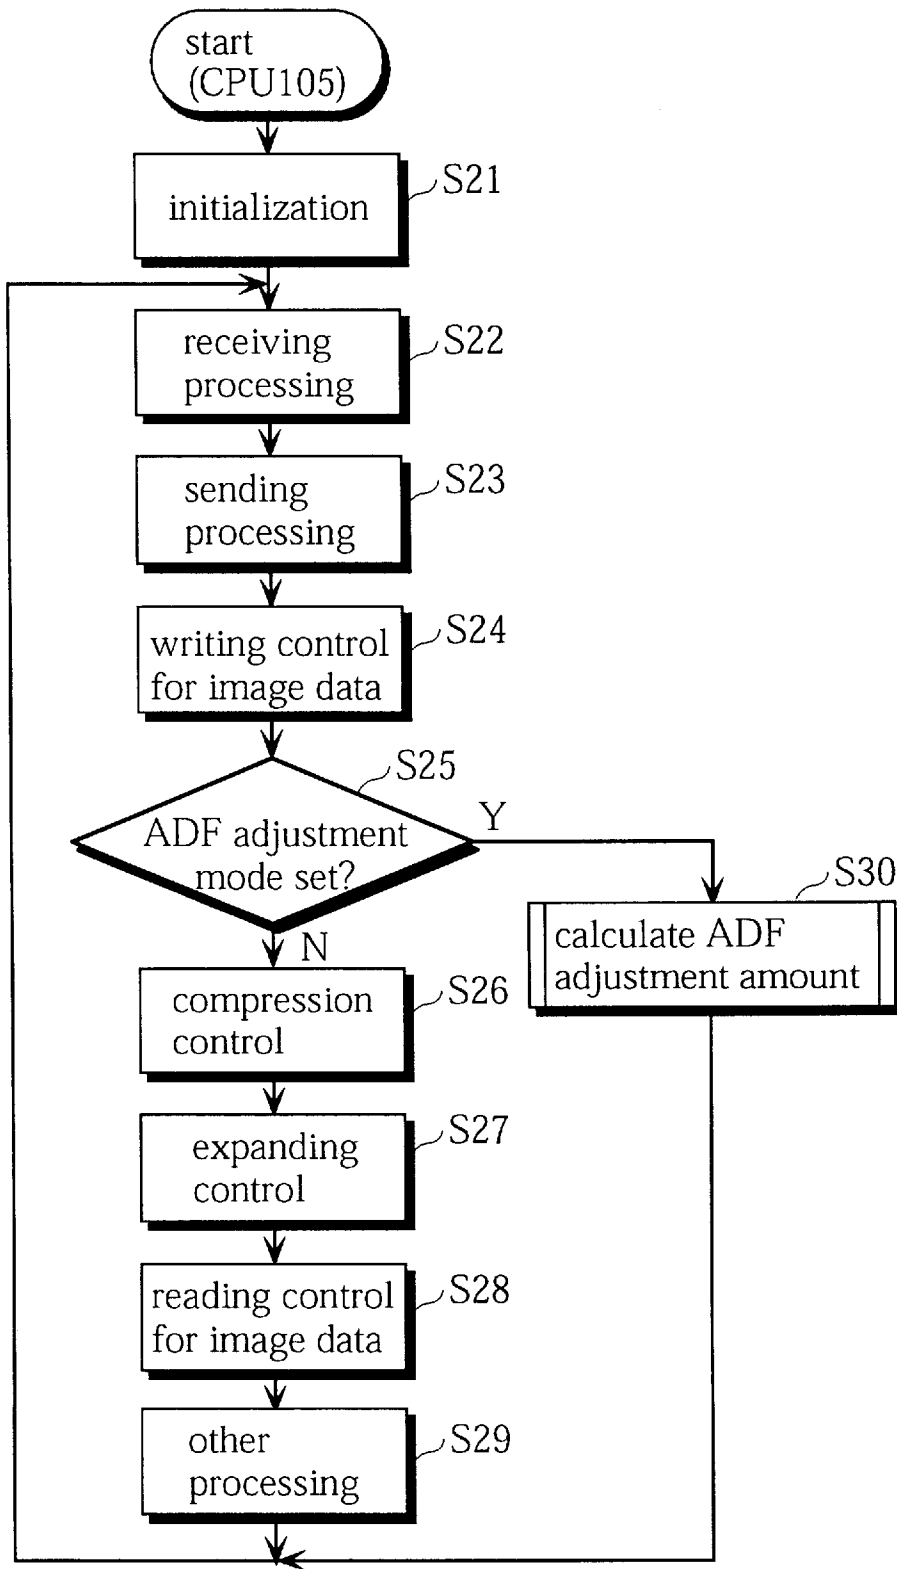 start
(CPU105)
S21
initialization
S22
receiving
processing
S23
sending
processing
S24
writing control
for image data
S25
ADF adjustment
mode set?
Y
N
S30
calculate ADF
adjustment amount
S26
compression
control
S27
expanding
control
S28
reading control
for image data
S29
other
processing